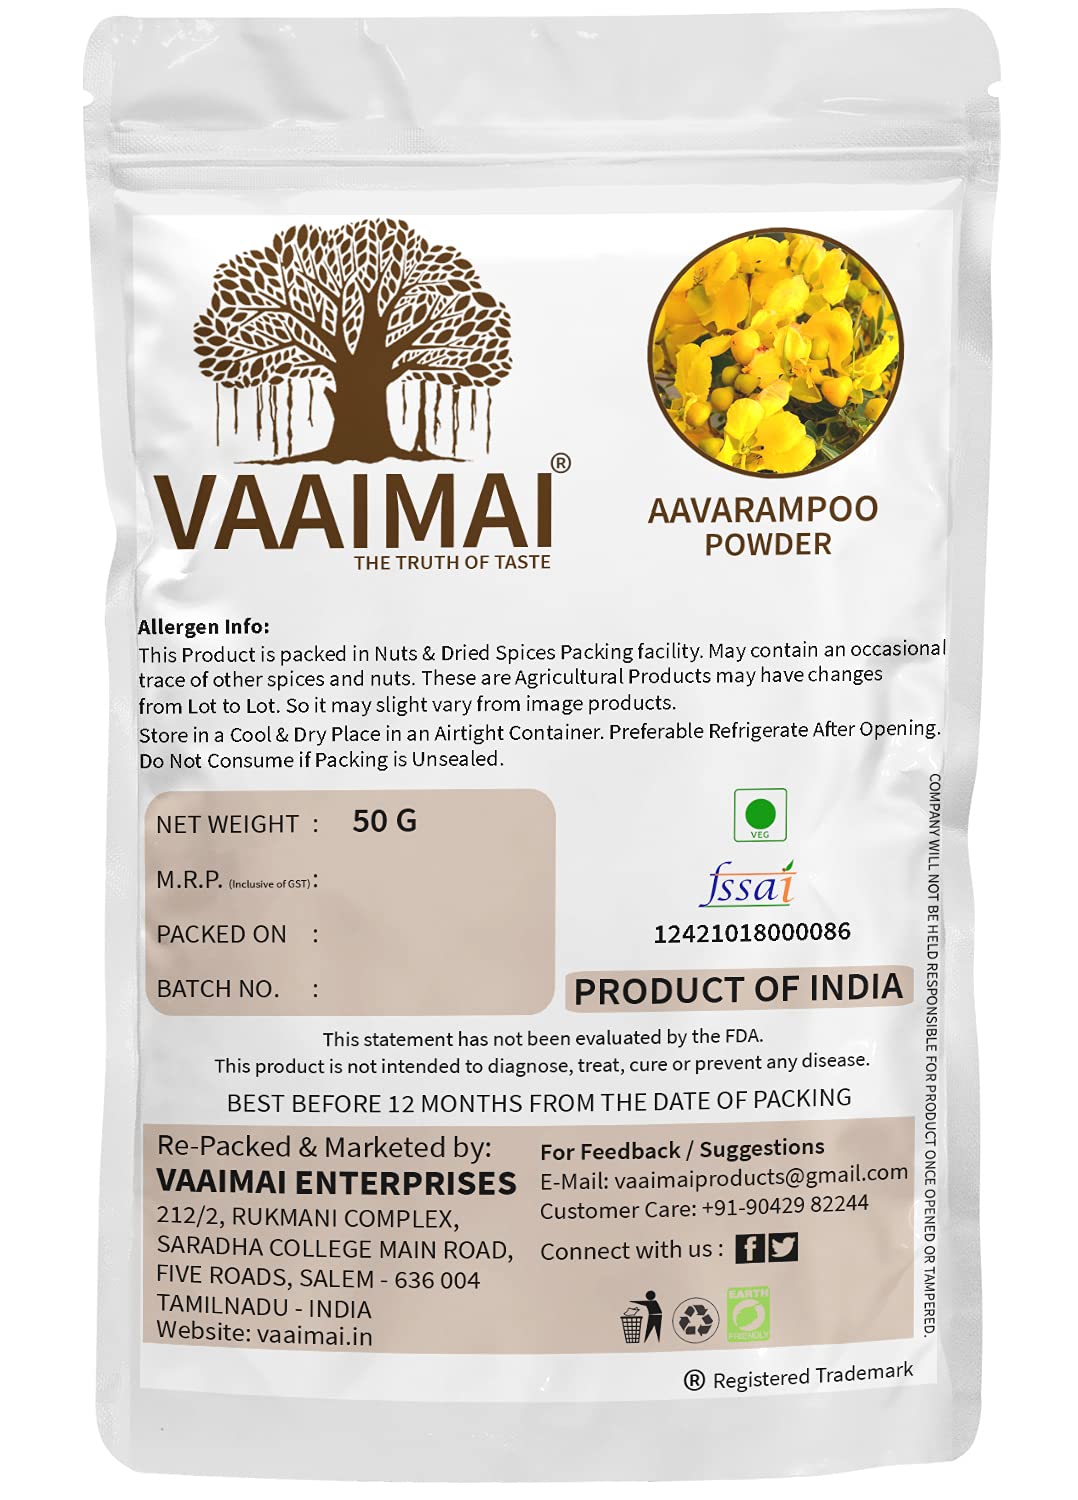 VAAIMAI®
THE TRUTH OF TASTE
AAVARAMPOO
POWDER
Allergen Info:
This Product is packed in Nuts & Dried Spices Packing facility. May contain an occasional
trace of other spices and nuts. These are Agricultural Products may have changes
from Lot to Lot. So it may slight vary from image products.
Store in a Cool & Dry Place in an Airtight Container. Preferable Refrigerate After Opening.
Do Not Consume if Packing is Unsealed.
NET WEIGHT : 50 G
M.R.P. (Inclusive of GST) :
PACKED ON :
BATCH NO. :
VEG
fssai
12421018000086
PRODUCT OF INDIA
COMPANY WILL NOT BE HELD RESPONSIBLE FOR PRODUCT ONCE OPENED OR TAMPERED.
This statement has not been evaluated by the FDA.
This product is not intended to diagnose, treat, cure or prevent any disease.
BEST BEFORE 12 MONTHS FROM THE DATE OF PACKING
Re-Packed & Marketed by:
VAAIMAI ENTERPRISES
212/2, RUKMANI COMPLEX,
SARADHA COLLEGE MAIN ROAD,
FIVE ROADS, SALEM - 636 004
TAMILNADU - INDIA
Website: vaaimai.in
For Feedback / Suggestions
E-Mail: vaaimaiproducts@gmail.com
Customer Care: +91-90429 82244
Connect with us :
EARTH
FRIENDLY
® Registered Trademark